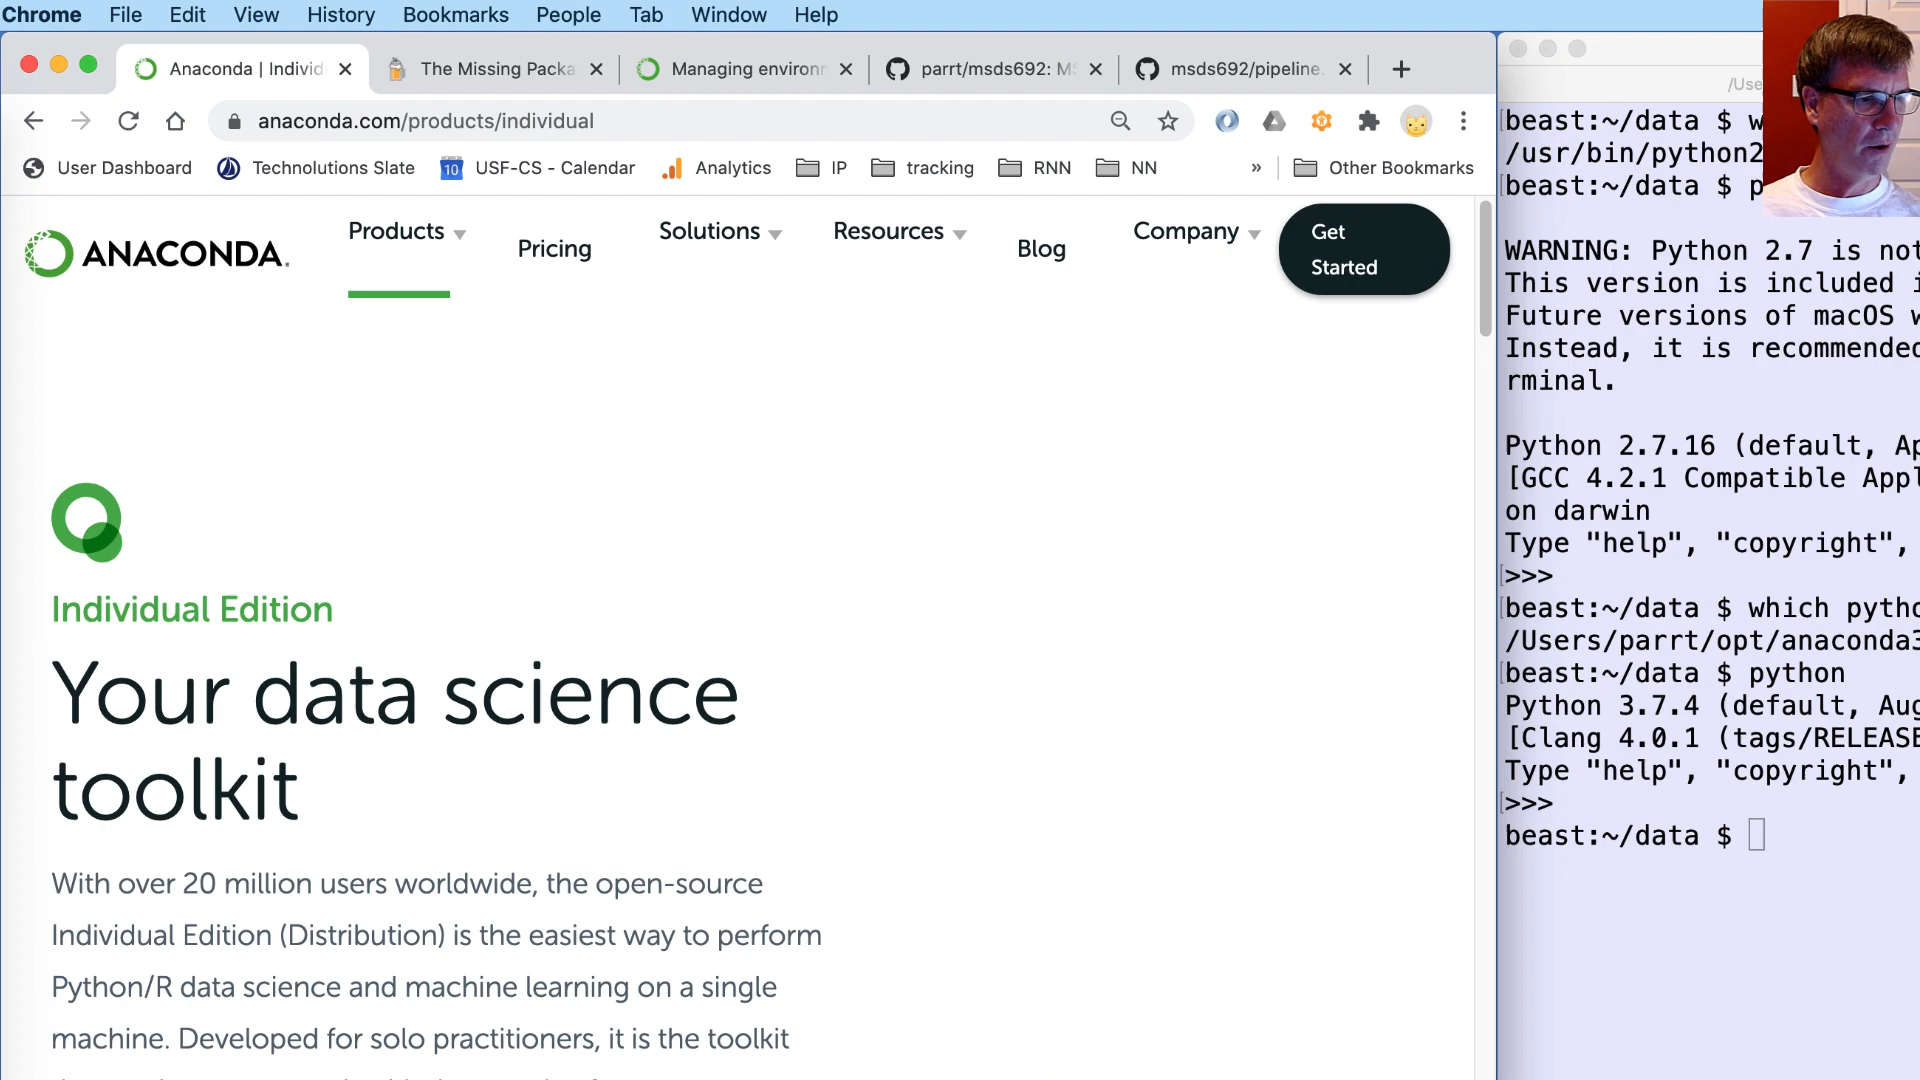 Chrome File Edit View History Bookmarks People Tab Window Help
Anaconda | Individ
The Missing Packa
Managing environm
parrt/msds692: MS
msds692/pipeline.
anaconda.com/products/individual
User Dashboard
Technolutions Slate
10
USF-CS - Calendar
Analytics
IP
tracking
RNN
NN
»
Other Bookmarks
ANACONDA.
Products
Pricing
Solutions
Resources
Blog
Company
Get
Started
Individual Edition
Your data science
toolkit
With over 20 million users worldwide, the open-source
Individual Edition (Distribution) is the easiest way to perform
Python/R data science and machine learning on a single
machine. Developed for solo practitioners, it is the toolkit
/Use
beast:~/data $ w
/usr/bin/python2
beast:~/data $ p
WARNING: Python 2.7 is not
This version is included i
Future versions of macOS w
Instead, it is recommended
rminal.
Python 2.7.16 (default, Ap
[GCC 4.2.1 Compatible Appl
on darwin
Type "help", "copyright",
>>>
beast:~/data $ which pytho
/Users/parrt/opt/anaconda3
beast:~/data $ python
Python 3.7.4 (default, Aug
[Clang 4.0.1 (tags/RELEASE
Type "help", "copyright",
>>>
beast:~/data $